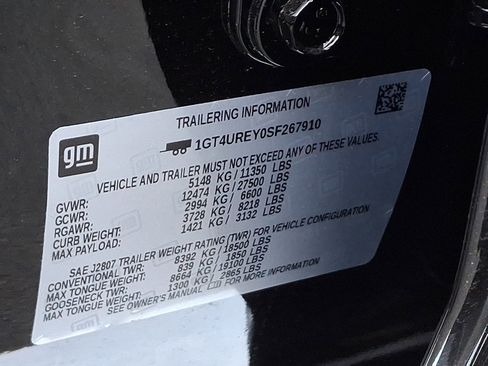 gm
TRAILERING INFORMATION
1GT4UREY0SF267910
VEHICLE AND TRAILER MUST NOT EXCEED ANY OF THESE VALUES.
GVWR: 5148 KG / 11350 LBS
GCWR: 12474 KG / 27500 LBS
RGAWR: 2994 KG / 6600 LBS
CURB WEIGHT: 3728 KG / 8218 LBS
MAX PAYLOAD: 1421 KG / 3132 LBS
SAE J2807 TRAILER WEIGHT RATING (TWR) FOR VEHICLE CONFIGURATION
CONVENTIONAL TWR: 8392 KG / 18500 LBS
MAX TONGUE WEIGHT: 839 KG / 1850 LBS
GOOSENECK TWR: 8664 KG / 19100 LBS
MAX TONGUE WEIGHT: 1300 KG / 2865 LBS
SEE OWNER'S MANUAL FOR MORE INFORMATION